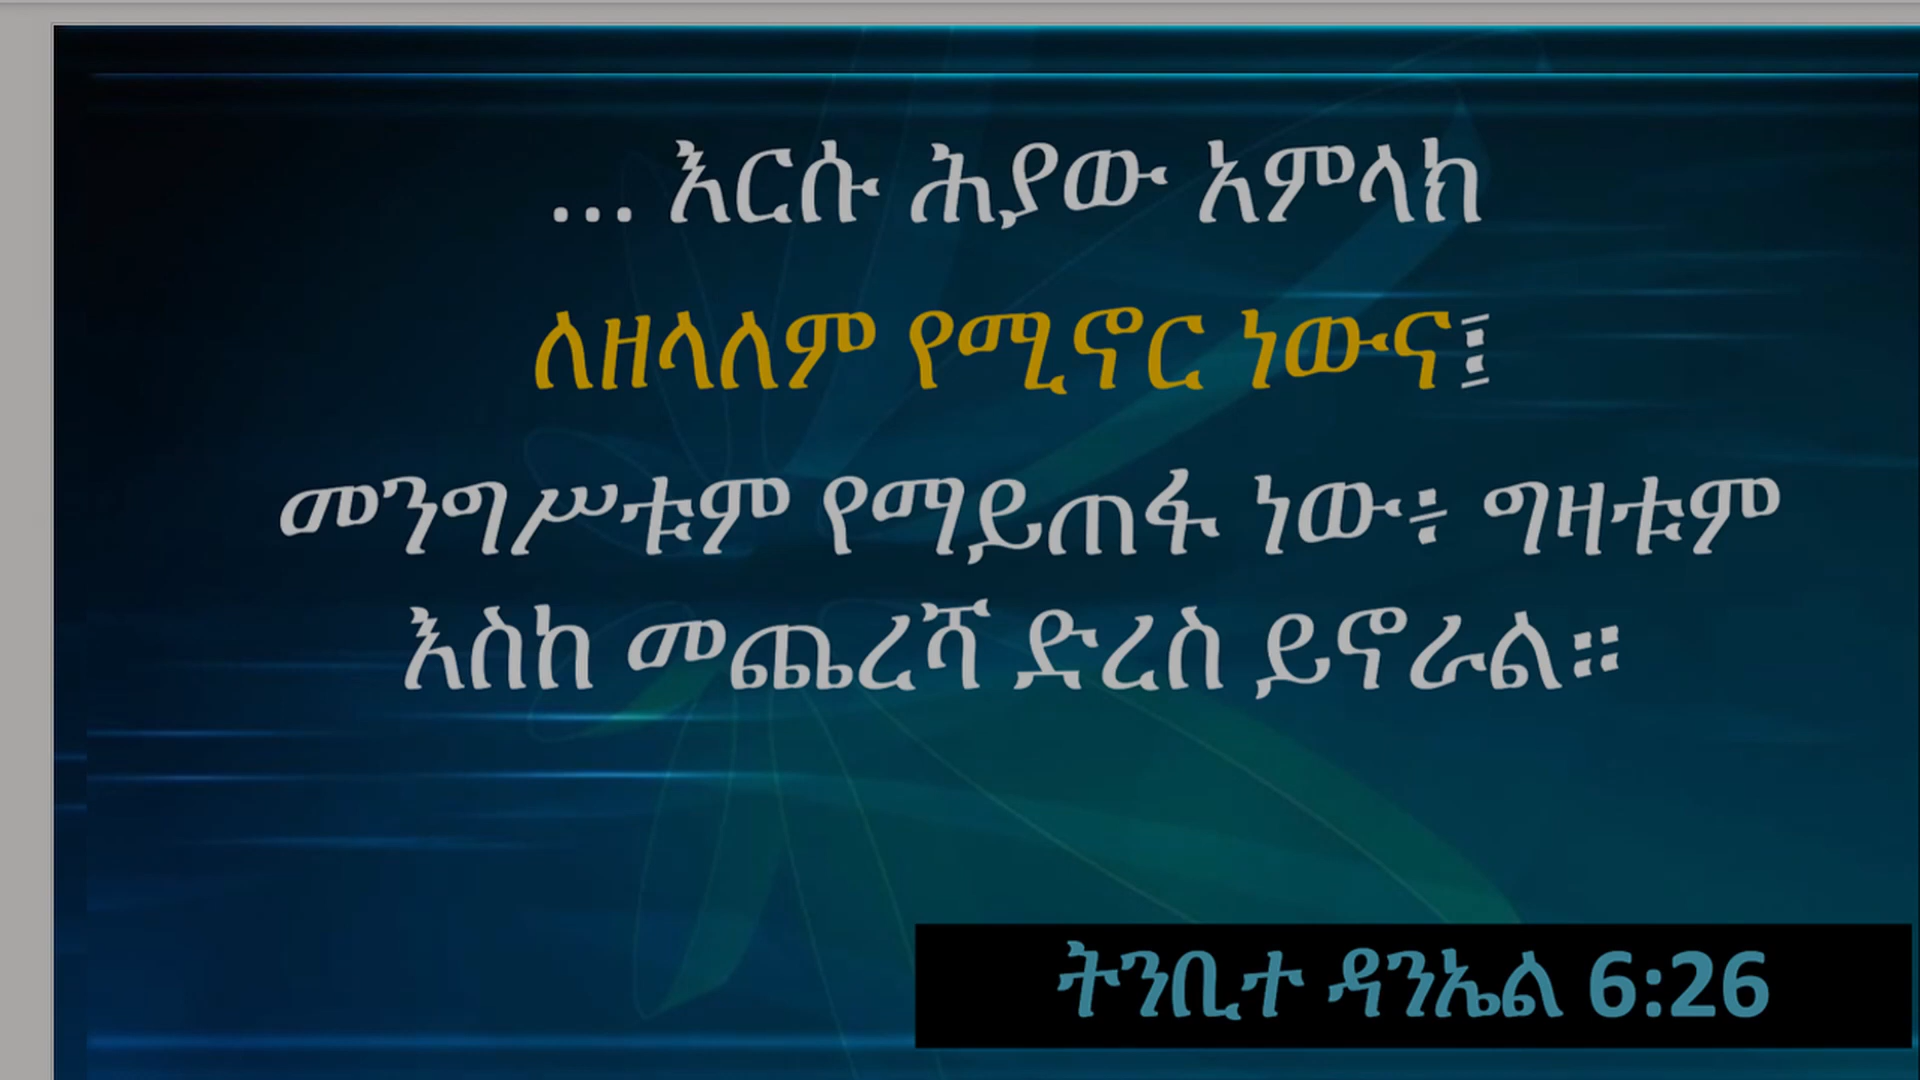 ... እርሱ ሕያው አምላክ
ለዘላለም የሚኖር ነውና፤
መንግሥቱም የማይጠፋ ነው፥ ግዛቱም
እስከ መጨረሻ ድረስ ይኖራል።
ትንቢተ ዳንኤል 6:26